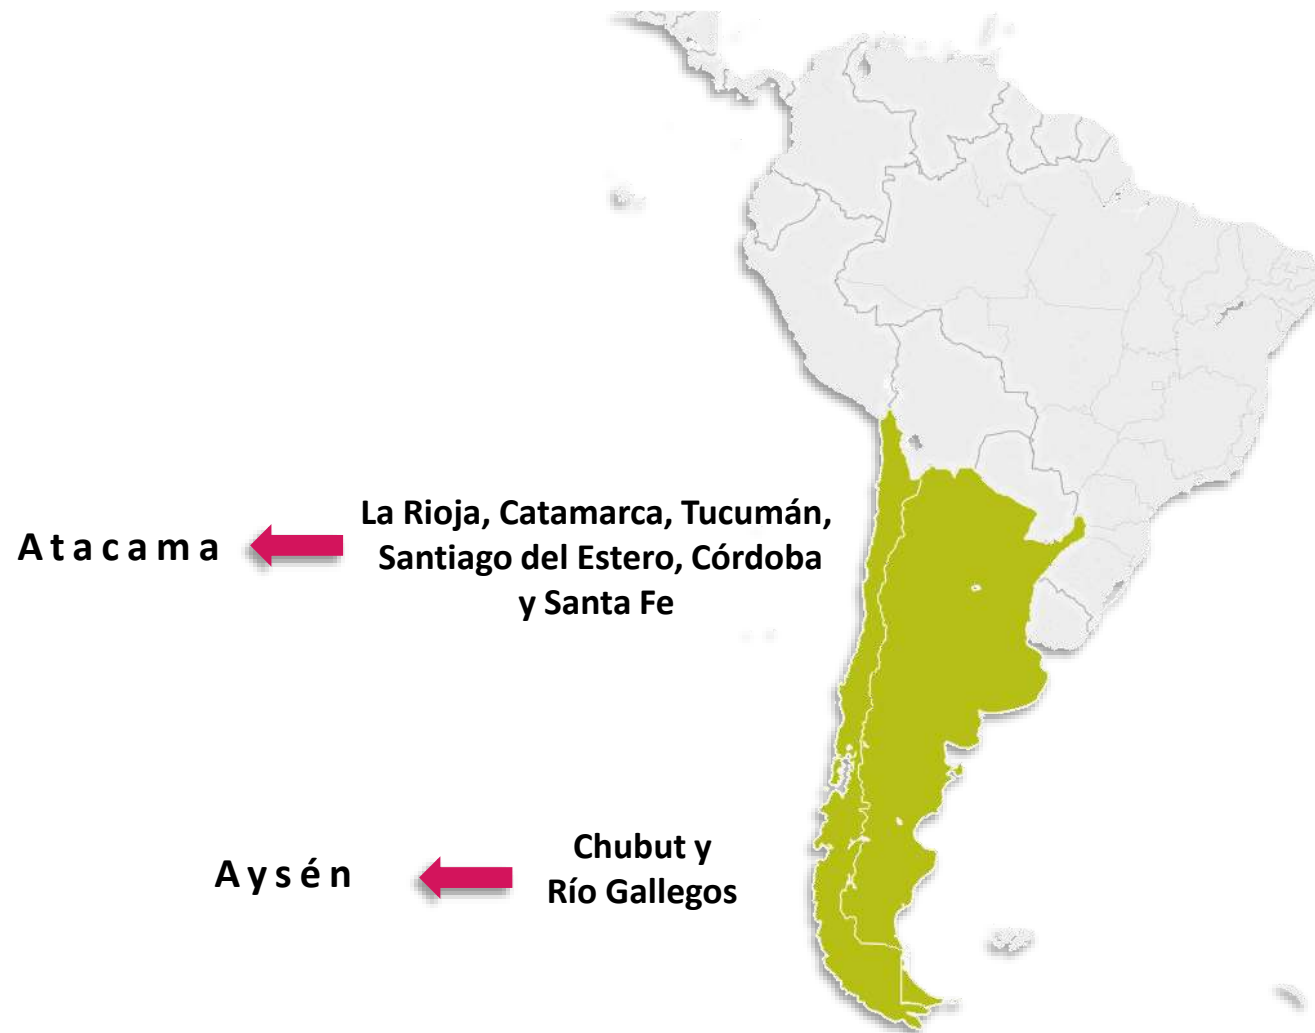 La Rioja, Catamarca, Tucumán,
Atacama
Santiago del Estero, Córdoba
y Santa Fe
Chubut y
Aysén
Río Gallegos